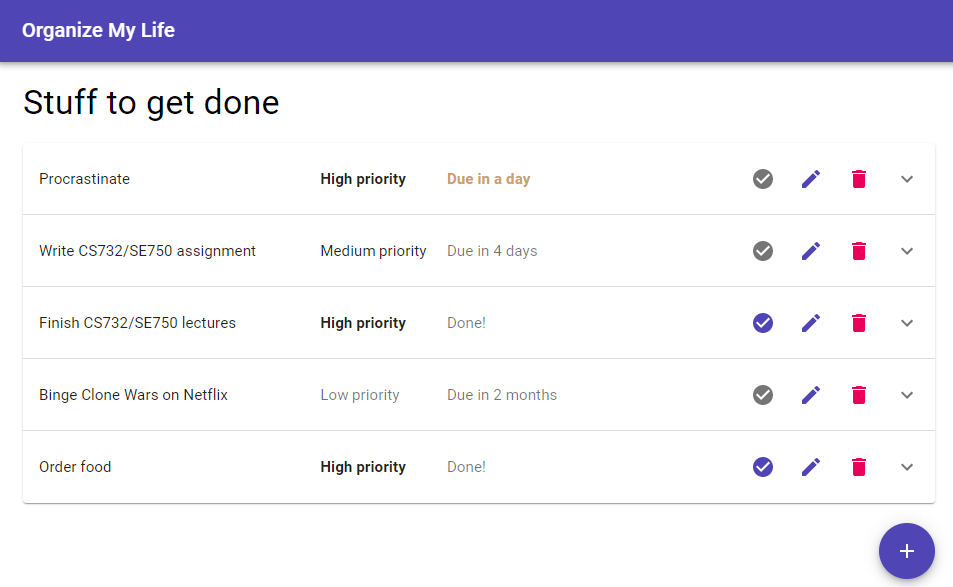 Organize My Life
Stuff to get done
Procrastinate High priority Due in a day
Write CS732/SE750 assignment Medium priority Due in 4 days
Finish CS732/SE750 lectures High priority Done!
Binge Clone Wars on Netflix Low priority Due in 2 months
Order food High priority Done!